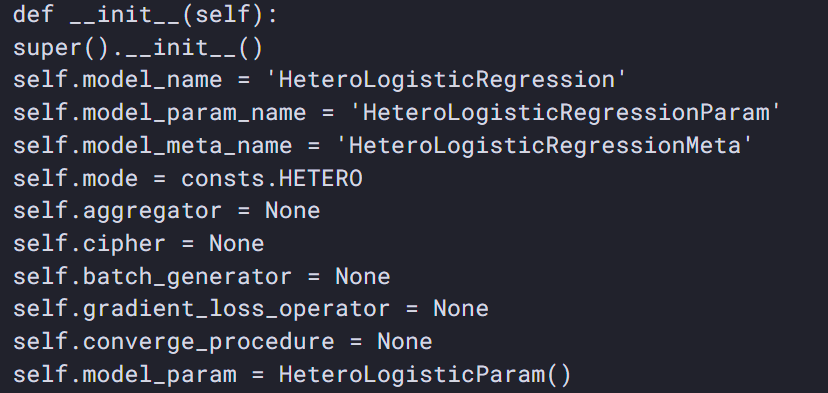 def __init__(self):
super().__init__()
self.model_name = 'HeteroLogisticRegression'
self.model_param_name = 'HeteroLogisticRegressionParam'
self.model_meta_name = 'HeteroLogisticRegressionMeta'
self.mode = consts.HETERO
self.aggregator = None
self.cipher = None
self.batch_generator = None
self.gradient_loss_operator = None
self.converge_procedure = None
self.model_param = HeteroLogisticParam()